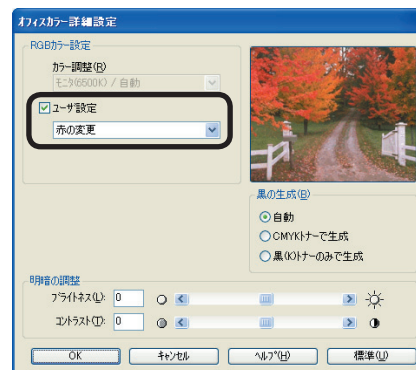 オフィスカラー詳細設定
RGBカラー設定
カラー調整(R)
モニタ(6500K) / 自動
ユーザ設定
赤の変更
黒の生成(B)
自動
CMYKトナーで生成
黒(K)トナーのみで生成
明暗の調整
ブライトネス(L): 0
コントラスト(T): 0
OK キャンセル ヘルプ(H) 標準(U)